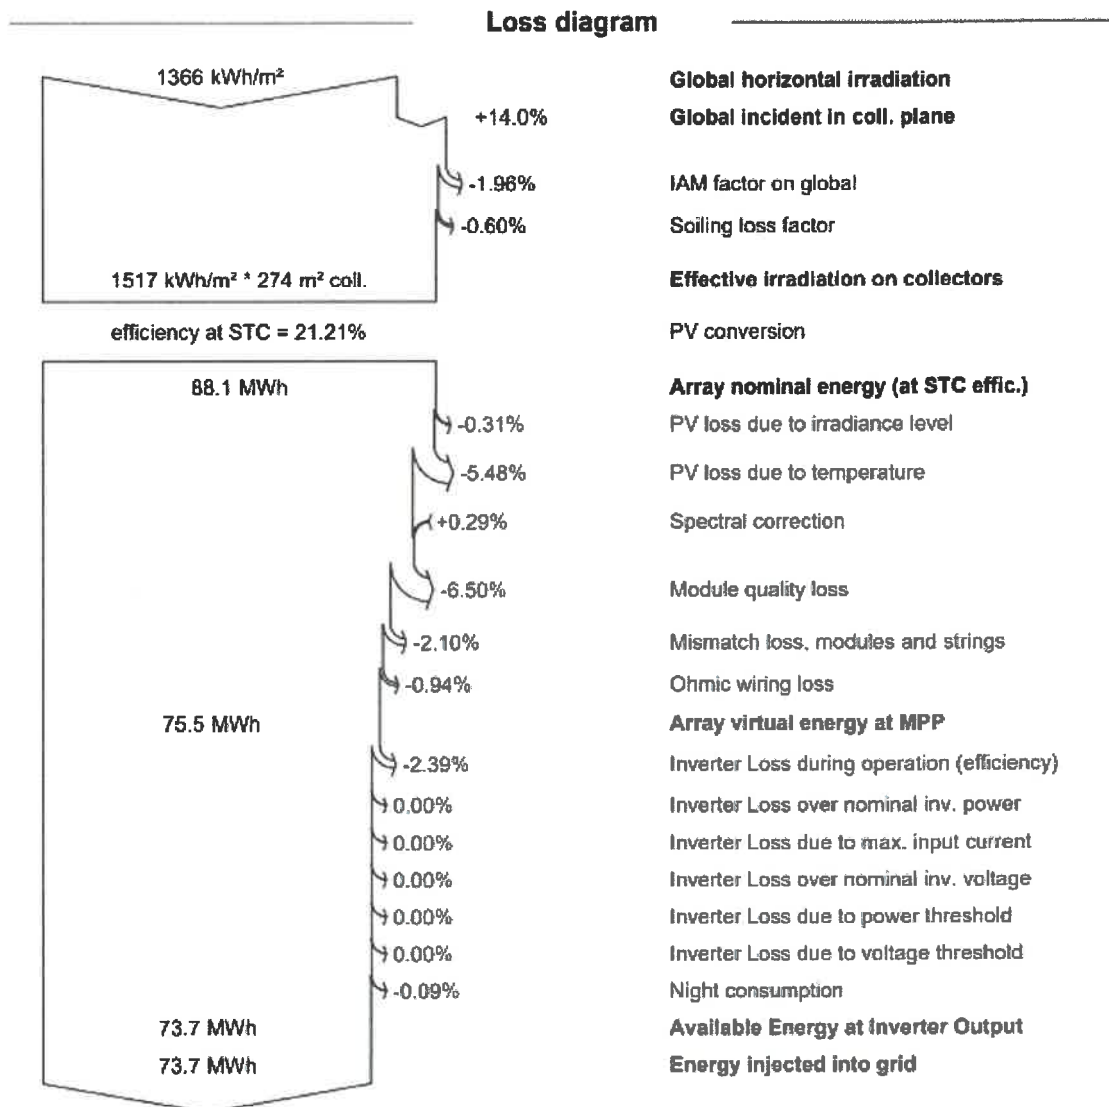 Loss diagram
1366 kWh/m² Global horizontal irradiation
+14.0% Global incident in coll. plane
-1.96% IAM factor on global
-0.60% Soiling loss factor
1517 kWh/m² * 274 m² coll. Effective irradiation on collectors
efficiency at STC = 21.21% PV conversion
88.1 MWh Array nominal energy (at STC effic.)
-0.31% PV loss due to irradiance level
-5.48% PV loss due to temperature
+0.29% Spectral correction
-6.50% Module quality loss
-2.10% Mismatch loss, modules and strings
-0.94% Ohmic wiring loss
75.5 MWh Array virtual energy at MPP
-2.39% Inverter Loss during operation (efficiency)
0.00% Inverter Loss over nominal inv. power
0.00% Inverter Loss due to max. input current
0.00% Inverter Loss over nominal inv. voltage
0.00% Inverter Loss due to power threshold
0.00% Inverter Loss due to voltage threshold
-0.09% Night consumption
73.7 MWh Available Energy at Inverter Output
73.7 MWh Energy injected into grid